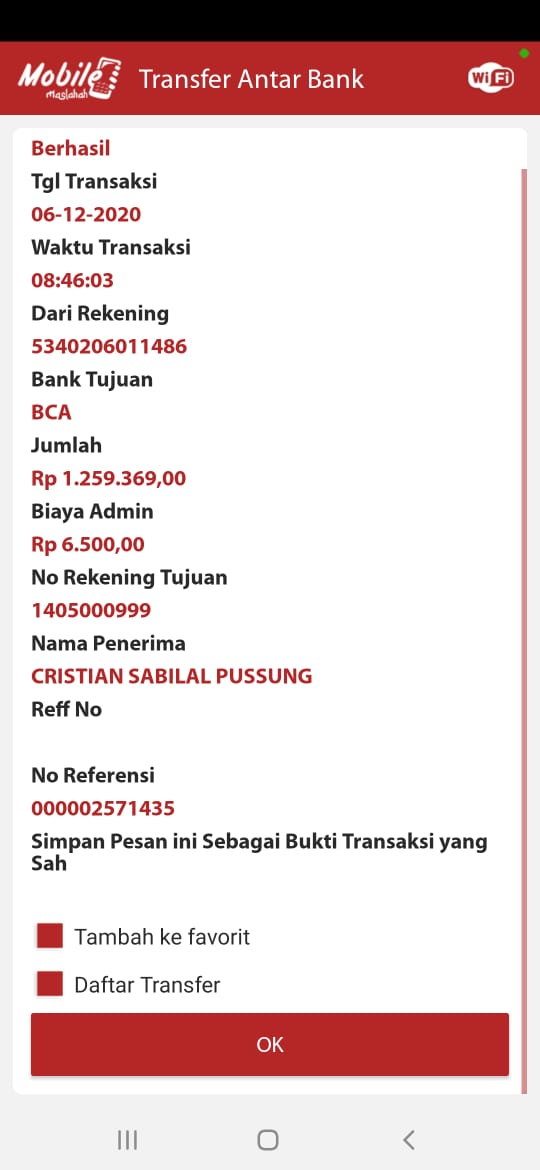 Mobile
maslahah
Transfer Antar Bank
WiFi
Berhasil
Tgl Transaksi
06-12-2020
Waktu Transaksi
08:46:03
Dari Rekening
5340206011486
Bank Tujuan
BCA
Jumlah
Rp 1.259.369,00
Biaya Admin
Rp 6.500,00
No Rekening Tujuan
1405000999
Nama Penerima
CRISTIAN SABILAL PUSSUNG
Reff No
No Referensi
000002571435
Simpan Pesan ini Sebagai Bukti Transaksi yang
Sah
Tambah ke favorit
Daftar Transfer
OK